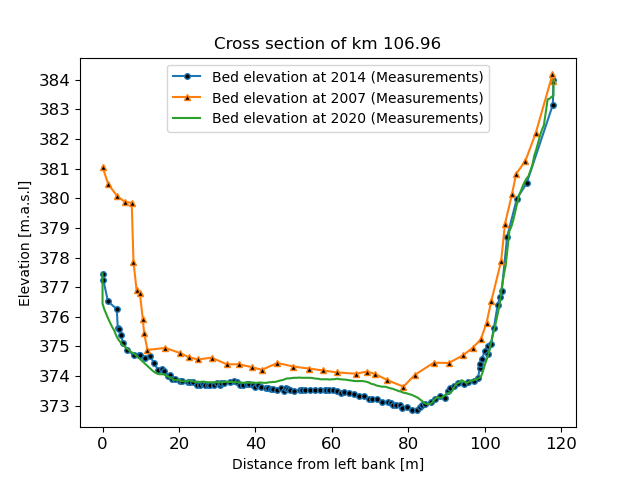 Cross section of km 106.96
Bed elevation at 2014 (Measurements)
Bed elevation at 2007 (Measurements)
Bed elevation at 2020 (Measurements)
384
383
382
381
380
379
378
377
376
375
374
373
Elevation [m.a.s.l]
0 20 40 60 80 100 120
Distance from left bank [m]